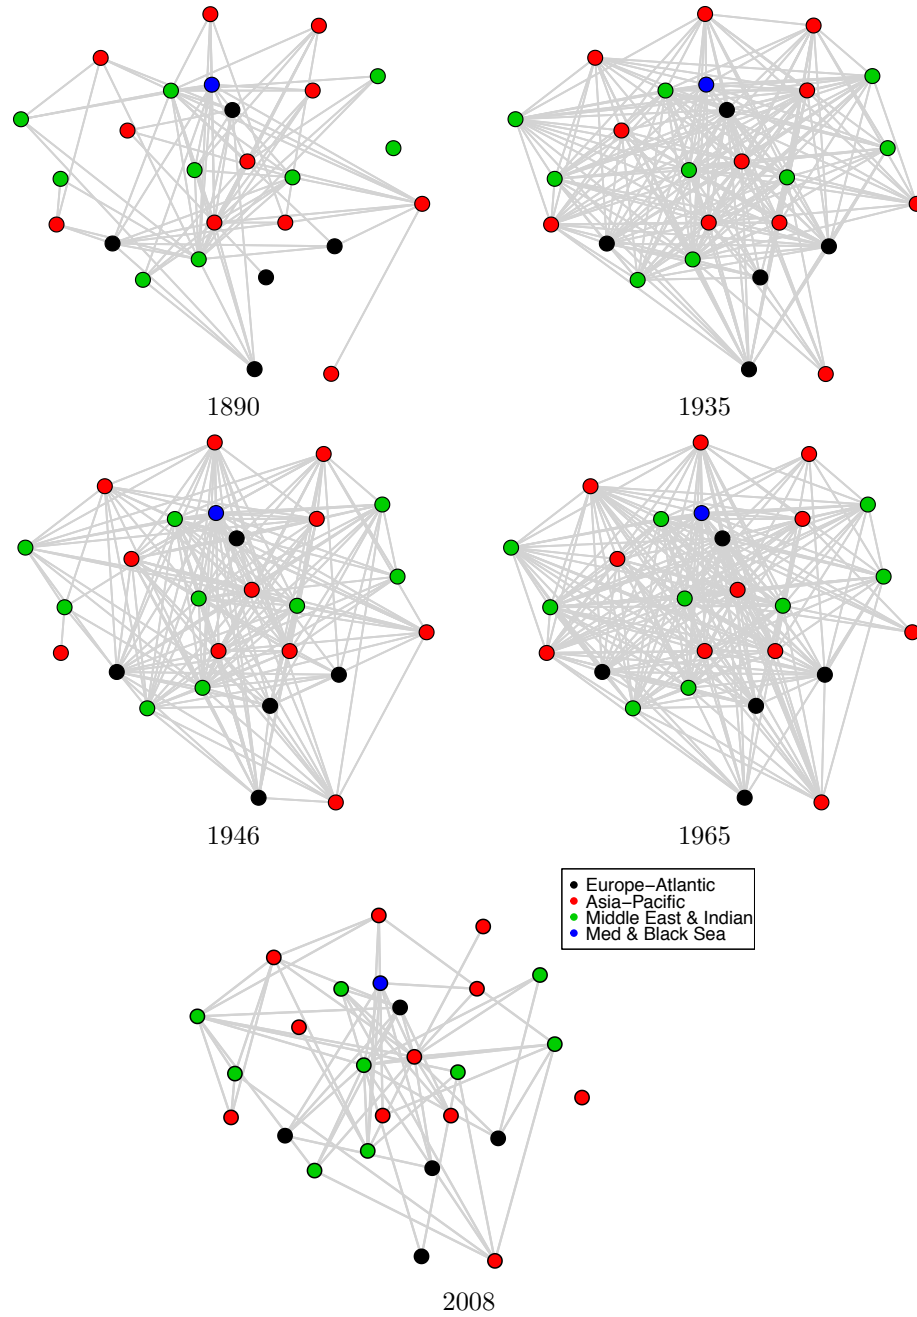 1890
1935
1946
1965
Europe−Atlantic
Asia−Pacific
Middle East & Indian
Med & Black Sea
2008